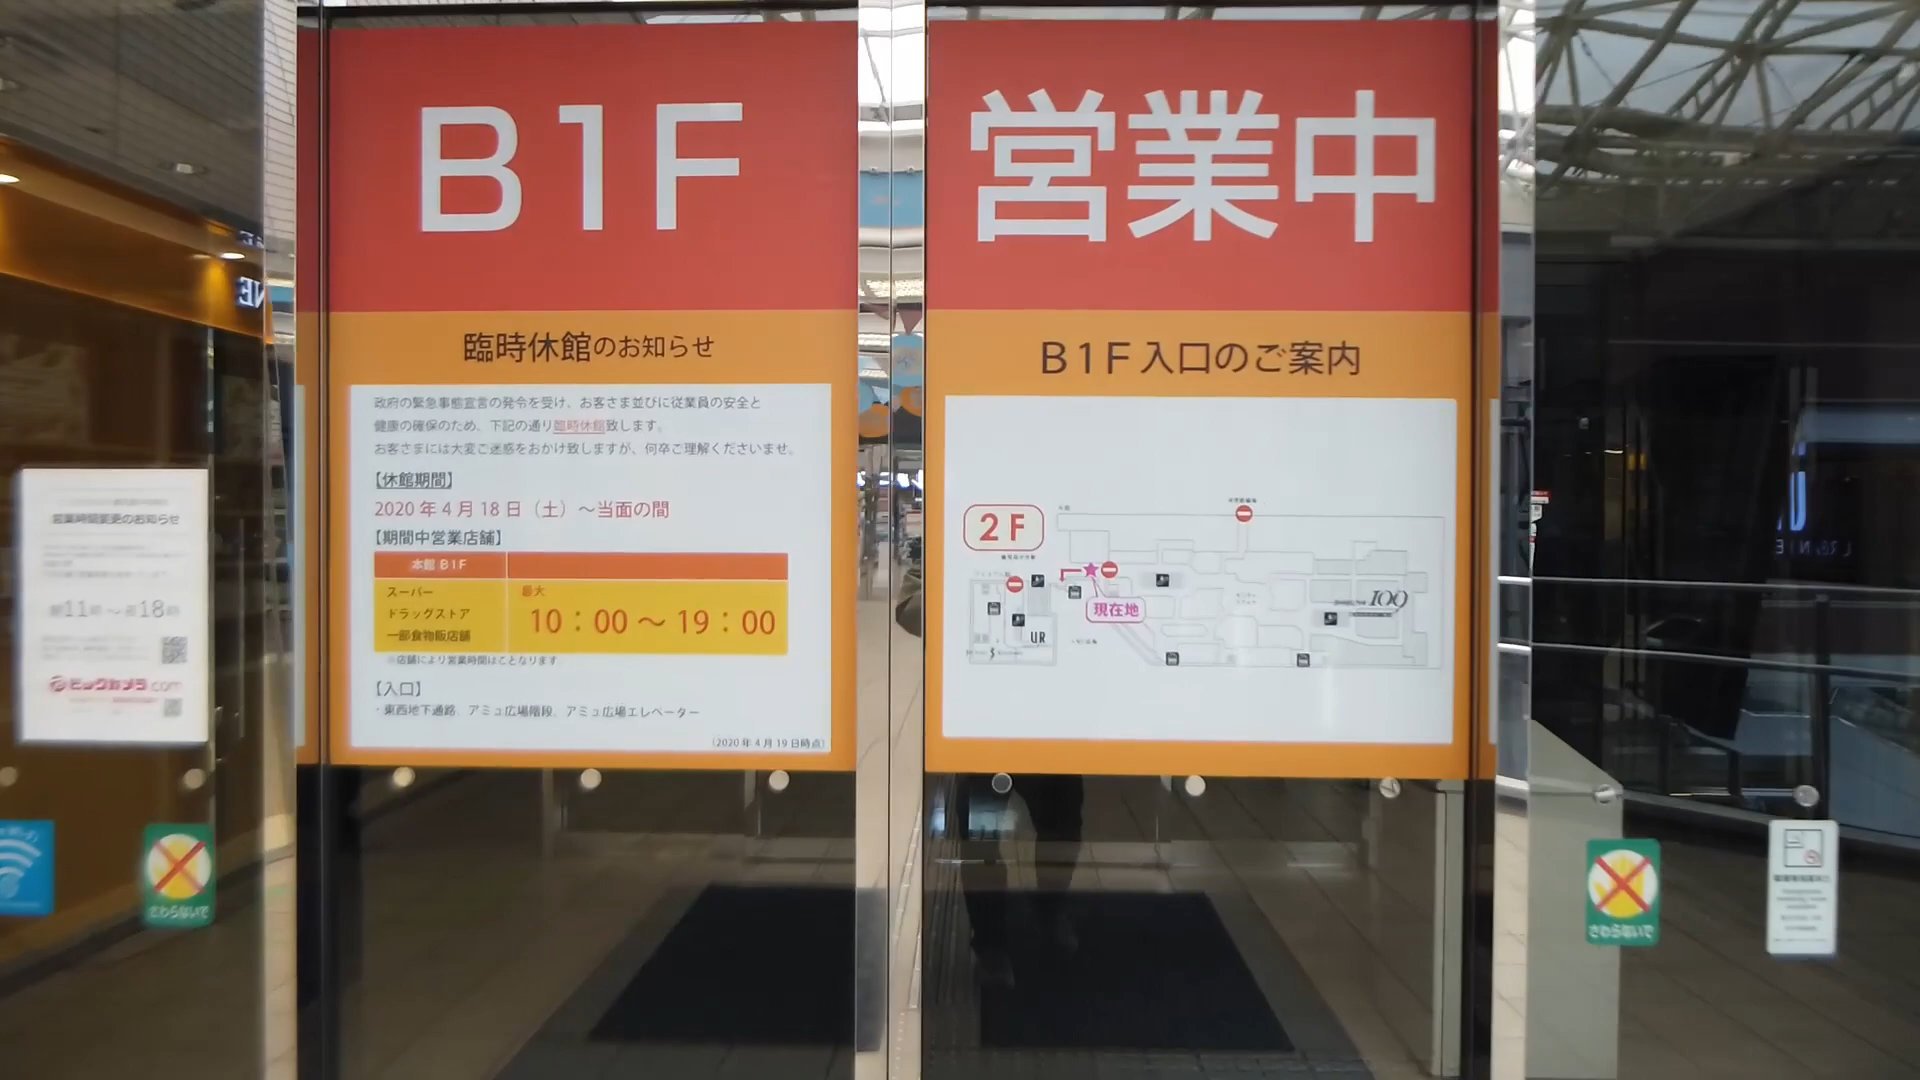 B1F
臨時休館のお知らせ
政府の緊急事態宣言の発令を受け、お客さま並びに従業員の安全と
健康の確保のため、下記の通り臨時休館致します。
お客さまには大変ご迷惑をおかけ致しますが、何卒ご理解くださいませ。
【休館期間】
2020年4月18日（土）〜当面の間
【期間中営業店舗】
本館 B1F
スーパー
ドラッグストア
一部食物販店舗
最大
10：00〜19：00
※店舗により営業時間はことなります
【入口】
・東西地下通路、アミュ広場階段、アミュ広場エレベーター
（2020年4月19日時点）
営業中
B1F入口のご案内
2F
現在地
UR
100
営業時間変更のお知らせ
朝11時〜夜18時
ビックカメラ.com
さわらないで
さわらないで